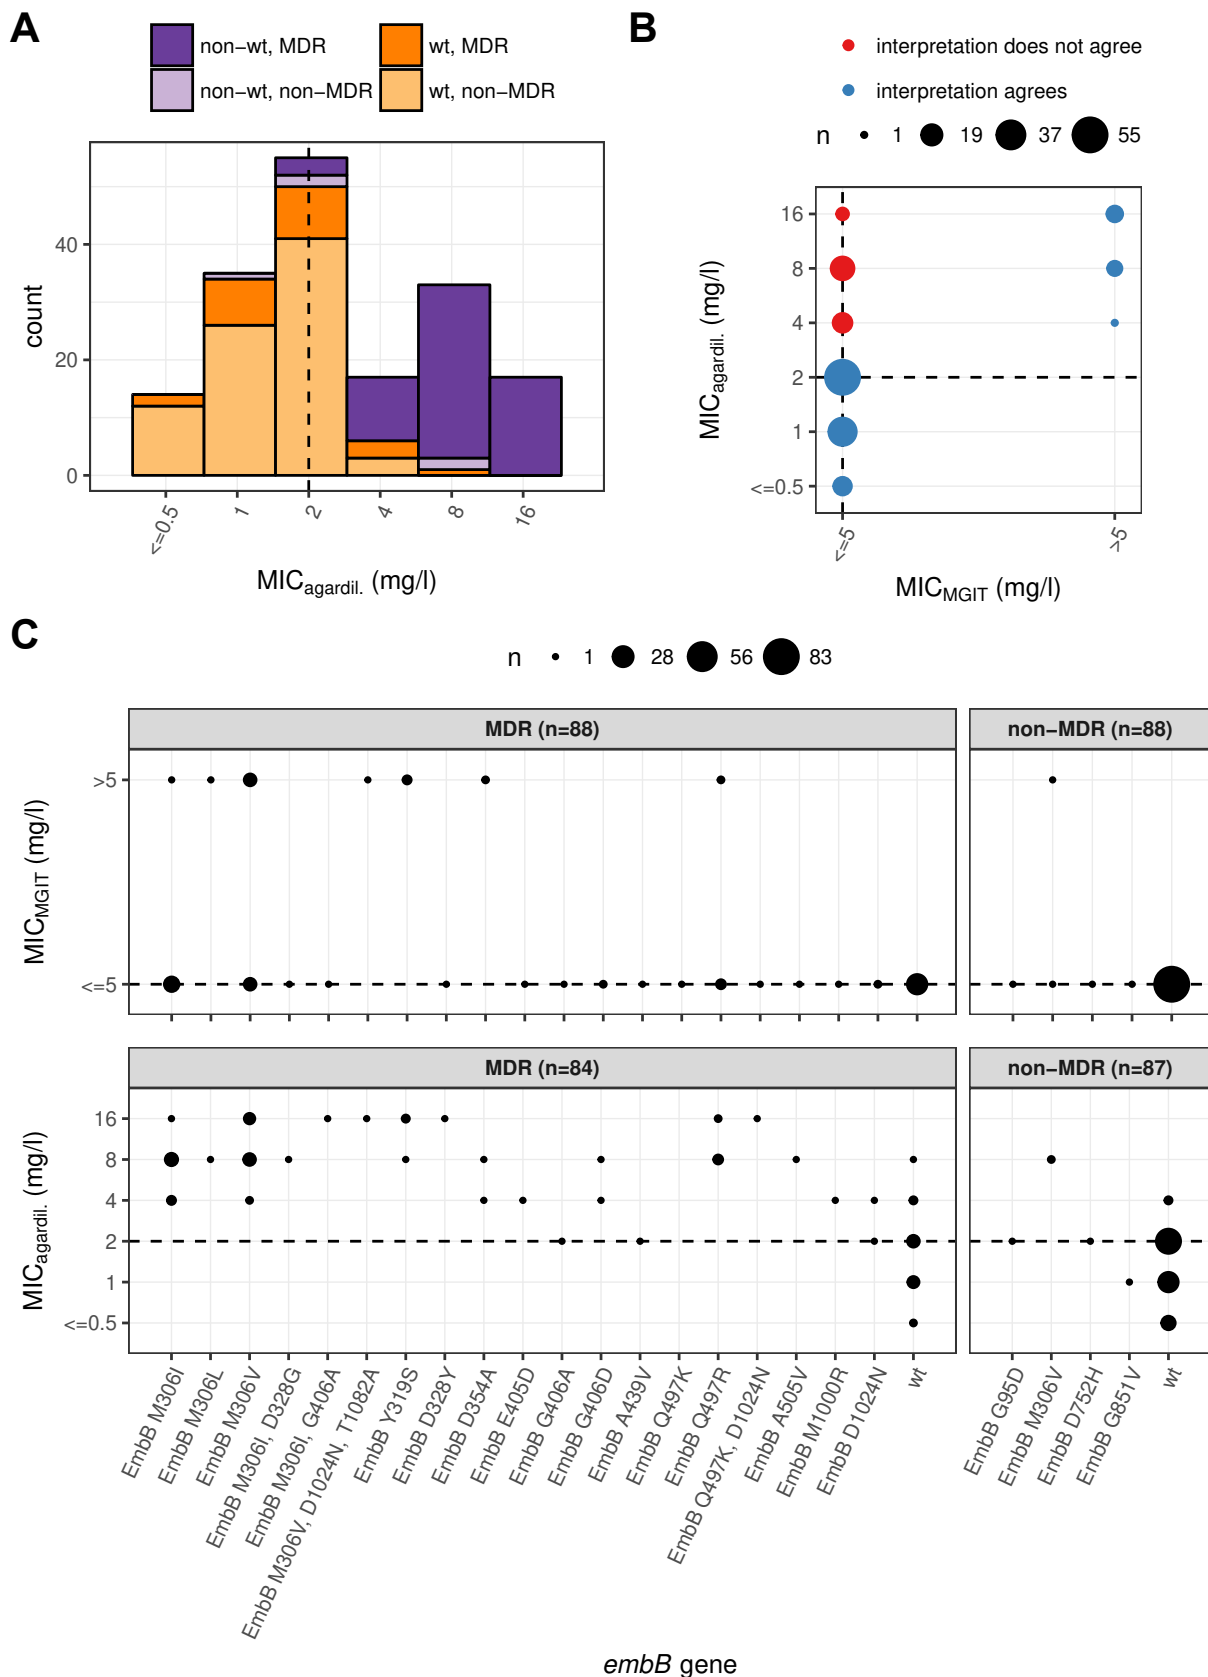 A
non−wt, MDR
wt, MDR
non−wt, non−MDR
wt, non−MDR
count
40
20
0
<=0.5
1
2
4
8
16
MICagardil. (mg/l)
B
interpretation does not agree
interpretation agrees
n 1 19 37 55
MICagardil. (mg/l)
16
8
4
2
1
<=0.5
<=5
>5
MICMGIT (mg/l)
C
n 1 28 56 83
MDR (n=88)
non−MDR (n=88)
MICMGIT (mg/l)
>5
<=5
MDR (n=84)
non−MDR (n=87)
MICagardil. (mg/l)
16
8
4
2
1
<=0.5
EmbB M306I
EmbB M306L
EmbB M306V
EmbB M306I, D328G
EmbB M306I, G406A
EmbB M306V, D1024N, T1082A
EmbB Y319S
EmbB D328Y
EmbB D354A
EmbB E405D
EmbB G406A
EmbB G406D
EmbB A439V
EmbB Q497K
EmbB Q497R
EmbB Q497K, D1024N
EmbB A505V
EmbB M1000R
EmbB D1024N
wt
EmbB G95D
EmbB M306V
EmbB D752H
EmbB G851V
wt
embB gene